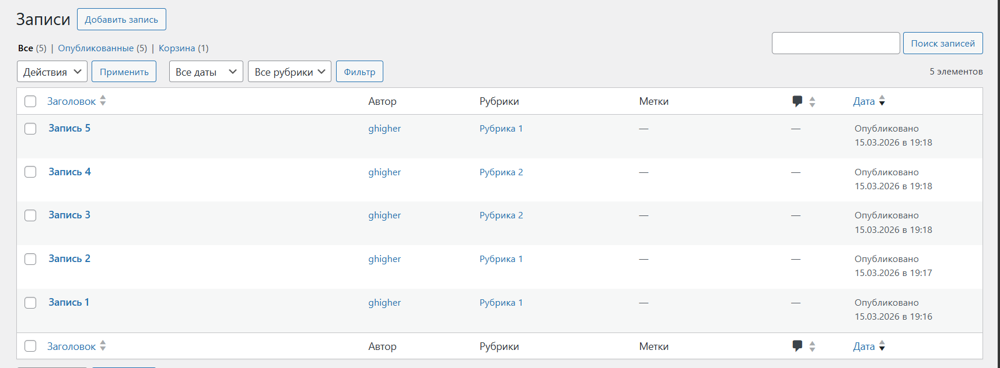 Записи Добавить запись
Все (5) | Опубликованные (5) | Корзина (1)
Поиск записей
Действия Применить Все даты Все рубрики Фильтр 5 элементов
Заголовок Автор Рубрики Метки Дата
Запись 5 ghigher Рубрика 1 — — Опубликовано
15.03.2026 в 19:18
Запись 4 ghigher Рубрика 2 — — Опубликовано
15.03.2026 в 19:18
Запись 3 ghigher Рубрика 2 — — Опубликовано
15.03.2026 в 19:18
Запись 2 ghigher Рубрика 1 — — Опубликовано
15.03.2026 в 19:17
Запись 1 ghigher Рубрика 1 — — Опубликовано
15.03.2026 в 19:16
Заголовок Автор Рубрики Метки Дата